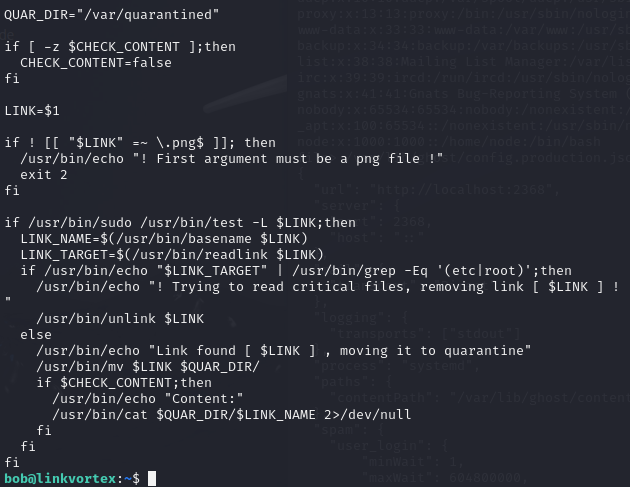 QUAR_DIR="/var/quarantined"
if [ -z $CHECK_CONTENT ];then
  CHECK_CONTENT=false
fi
LINK=$1
if ! [[ "$LINK" =~ \.png$ ]]; then
  /usr/bin/echo "! First argument must be a png file !"
  exit 2
fi
if /usr/bin/sudo /usr/bin/test -L $LINK;then
  LINK_NAME=$(/usr/bin/basename $LINK)
  LINK_TARGET=$(/usr/bin/readlink $LINK)
  if /usr/bin/echo "$LINK_TARGET" | /usr/bin/grep -Eq '(etc|root)';then
    /usr/bin/echo "! Trying to read critical files, removing link [ $LINK ] !
"
    /usr/bin/unlink $LINK
  else
    /usr/bin/echo "Link found [ $LINK ] , moving it to quarantine"
    /usr/bin/mv $LINK $QUAR_DIR/
    if $CHECK_CONTENT;then
      /usr/bin/echo "Content:"
      /usr/bin/cat $QUAR_DIR/$LINK_NAME 2>/dev/null
    fi
  fi
fi
bob@linkvortex:~$